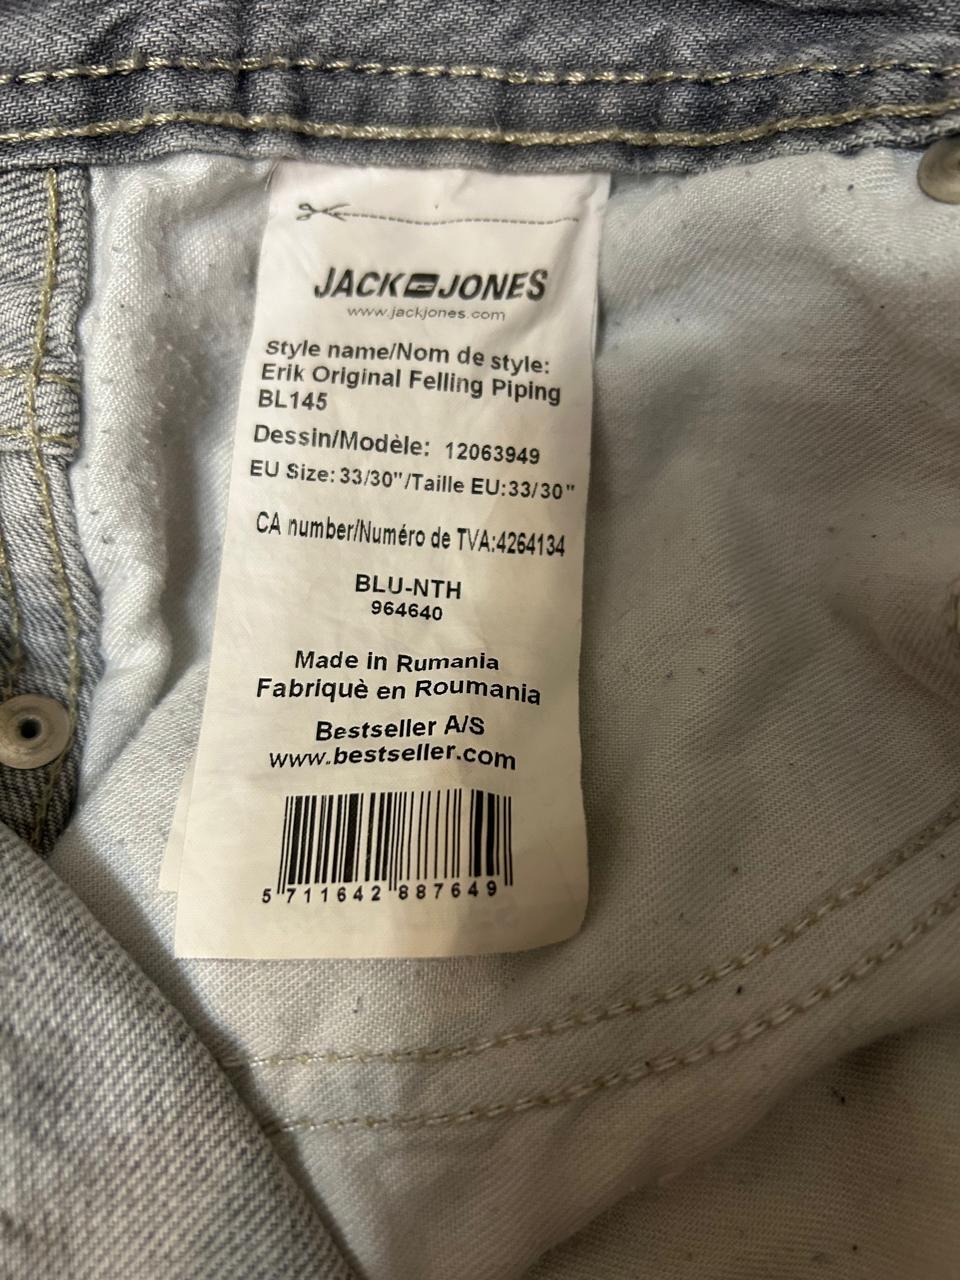 JACK JONES
www.jackjones.com
Style name/Nom de style:
Erik Original Felling Piping
BL145
Dessin/Modèle: 12063949
EU Size: 33/30"/Taille EU:33/30"
CA number/Numéro de TVA:4264134
BLU-NTH
964640
Made in Rumania
Fabriquè en Roumania
Bestseller A/S
www.bestseller.com
5 711642 887649